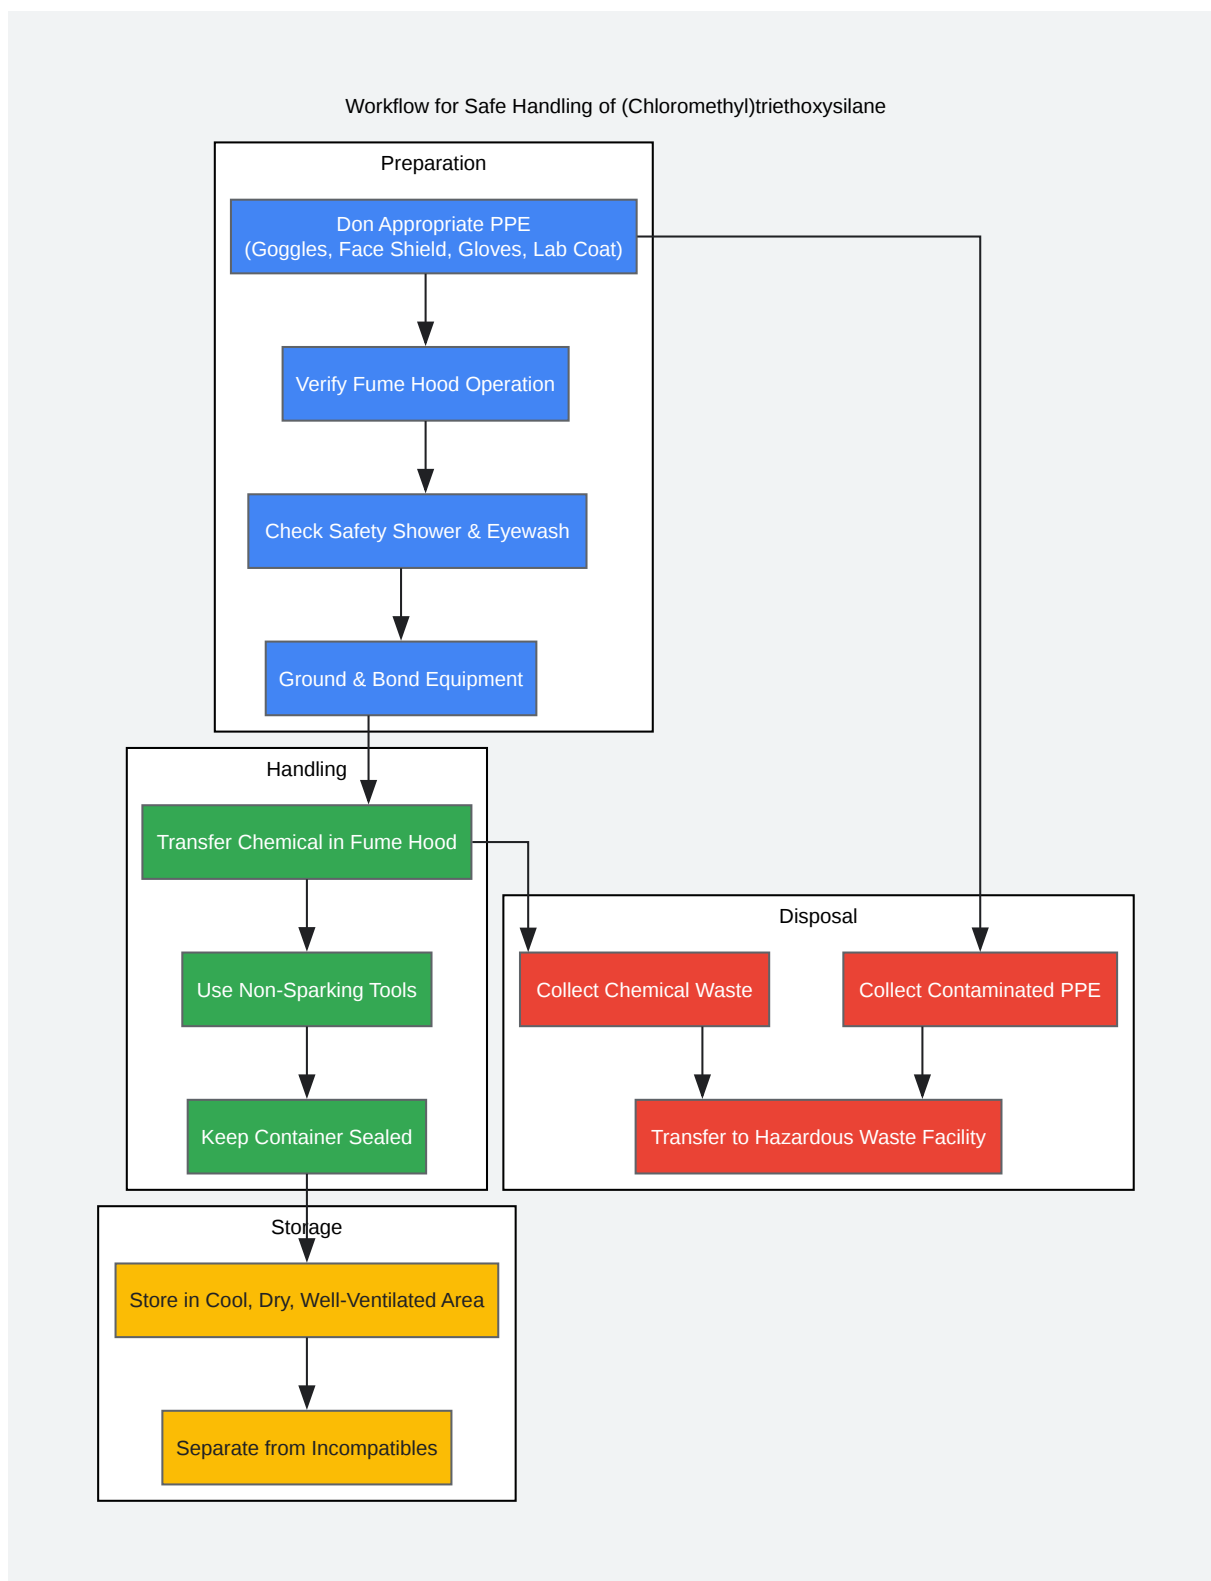 Workflow for Safe Handling of (Chloromethyl)triethoxysilane
Preparation
Don Appropriate PPE
(Goggles, Face Shield, Gloves, Lab Coat)
Verify Fume Hood Operation
Check Safety Shower & Eyewash
Ground & Bond Equipment
Handling
Transfer Chemical in Fume Hood
Use Non-Sparking Tools
Keep Container Sealed
Disposal
Collect Chemical Waste
Collect Contaminated PPE
Transfer to Hazardous Waste Facility
Storage
Store in Cool, Dry, Well-Ventilated Area
Separate from Incompatibles